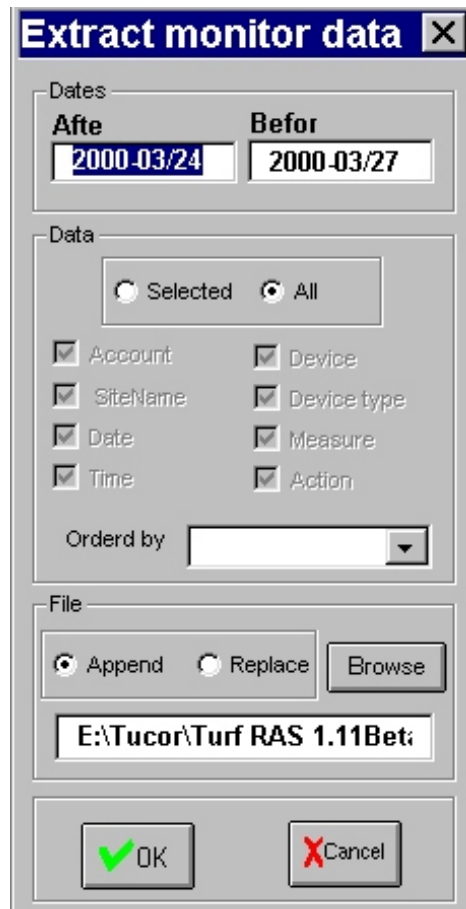 Extract monitor data
Dates
Afte Befor
2000-03/24 2000-03/27
Data
Selected All
Account Device
SiteName Device type
Date Measure
Time Action
Orderd by
File
Append Replace Browse
E:\Tucor\Turf RAS 1.11Beta
OK Cancel